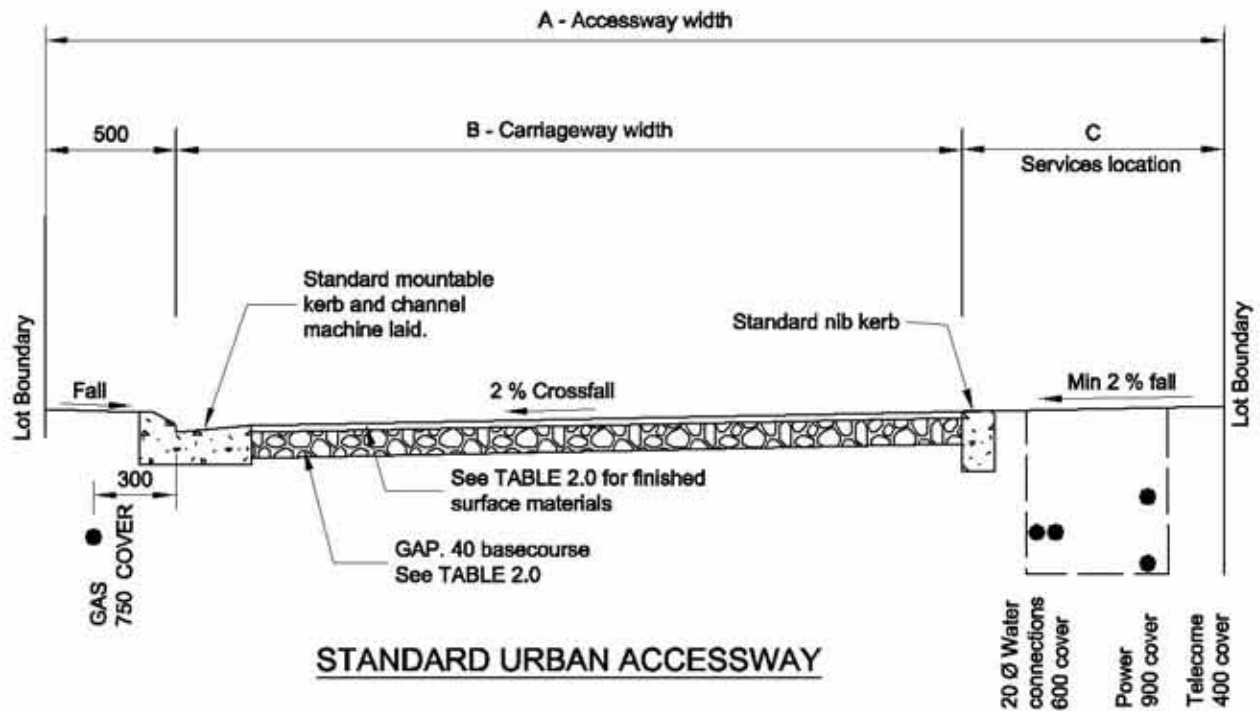 A - Accessway width
500
B - Carriageway width
C
Services location
Standard mountable
kerb and channel
machine laid.
Standard nib kerb
Lot Boundary
Fall
2 % Crossfall
Min 2 % fall
Lot Boundary
300
See TABLE 2.0 for finished
surface materials
GAP. 40 basecourse
See TABLE 2.0
GAS
750 COVER
20 Ø Water
connections
600 cover
Power
900 cover
Telecome
400 cover
STANDARD URBAN ACCESSWAY